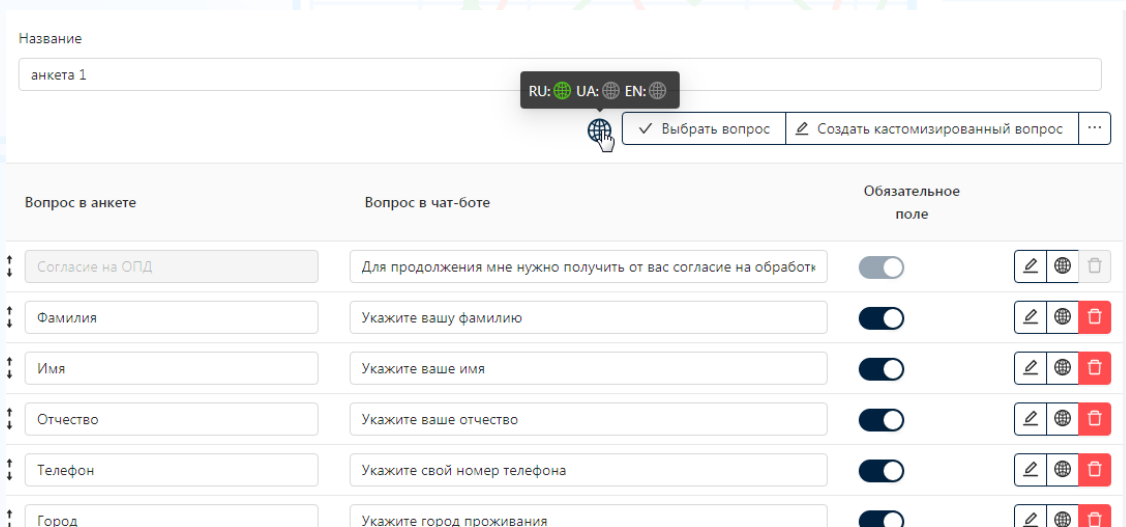 Название
анкета 1
RU: UA: EN:
Выбрать вопрос Создать кастомизированный вопрос ...
Вопрос в анкете Вопрос в чат-боте Обязательное
поле
Согласие на ОПД Для продолжения мне нужно получить от вас согласие на обработк
Фамилия Укажите вашу фамилию
Имя Укажите ваше имя
Отчество Укажите ваше отчество
Телефон Укажите свой номер телефона
Город Укажите город проживания